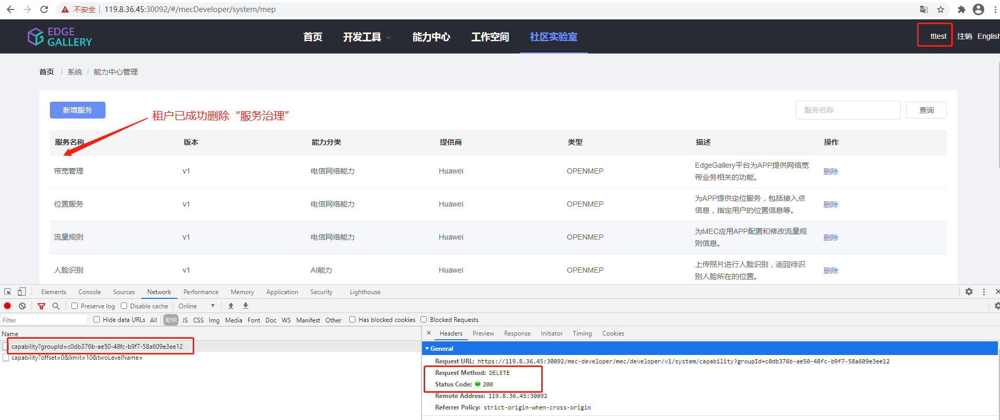 不安全 119.8.36.45:30092/#/mecDeveloper/system/mep
EDGE GALLERY
首页 开发工具 能力中心 工作空间 社区实验室 tttest 注销 English
首页 / 系统 / 能力中心管理
新增服务 租户已成功删除“服务治理” 服务名称 查询
服务名称 版本 能力分类 提供商 类型 描述 操作
带宽管理 v1 电信网络能力 Huawei OPENMEP EdgeGallery平台为APP提供网络宽带业务相关的功能。 删除
位置服务 v1 电信网络能力 Huawei OPENMEP 为APP提供定位服务，包括接入点信息，指定用户的位置信息等。 删除
流量规则 v1 电信网络能力 Huawei OPENMEP 为MEC应用APP配置和修改流量规则信息。 删除
人脸识别 v1 AI能力 Huawei OPENMEP 上传照片进行人脸识别，返回待识别人脸所在的位置。 删除
Elements Console Sources Network Performance Memory Application Security Lighthouse
Preserve log Disable cache Online
Filter Hide data URLs All XHR JS CSS Img Media Font Doc WS Manifest Other Has blocked cookies Blocked Requests
Name
capability?groupId=c0db376b-ae50-48fc-b9f7-58a609e3ee12
capability?offset=0&limit=10&twoLevelName=
Headers Preview Response Initiator Timing Cookies
General
Request URL: https://119.8.36.45:30092/mec-developer/mec/developer/v1/system/capability?groupId=c0db376b-ae50-48fc-b9f7-58a609e3ee12
Request Method: DELETE
Status Code: 200
Remote Address: 119.8.36.45:30092
Referrer Policy: strict-origin-when-cross-origin